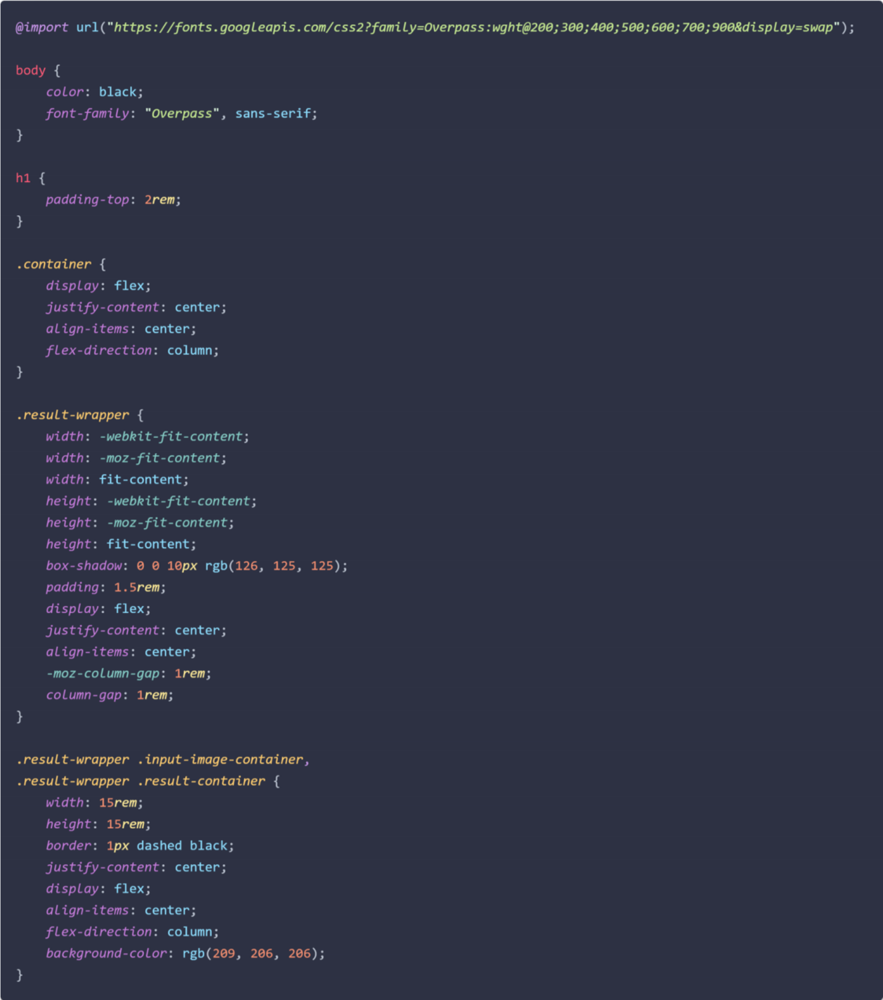 @import url("https://fonts.googleapis.com/css2?family=Overpass:wght@200;300;400;500;600;700;900&display=swap");
body {
color: black;
font-family: "Overpass", sans-serif;
}
h1 {
padding-top: 2rem;
}
.container {
display: flex;
justify-content: center;
align-items: center;
flex-direction: column;
}
.result-wrapper {
width: -webkit-fit-content;
width: -moz-fit-content;
width: fit-content;
height: -webkit-fit-content;
height: -moz-fit-content;
height: fit-content;
box-shadow: 0 0 10px rgb(126, 125, 125);
padding: 1.5rem;
display: flex;
justify-content: center;
align-items: center;
-moz-column-gap: 1rem;
column-gap: 1rem;
}
.result-wrapper .input-image-container,
.result-wrapper .result-container {
width: 15rem;
height: 15rem;
border: 1px dashed black;
justify-content: center;
display: flex;
align-items: center;
flex-direction: column;
background-color: rgb(209, 206, 206);
}